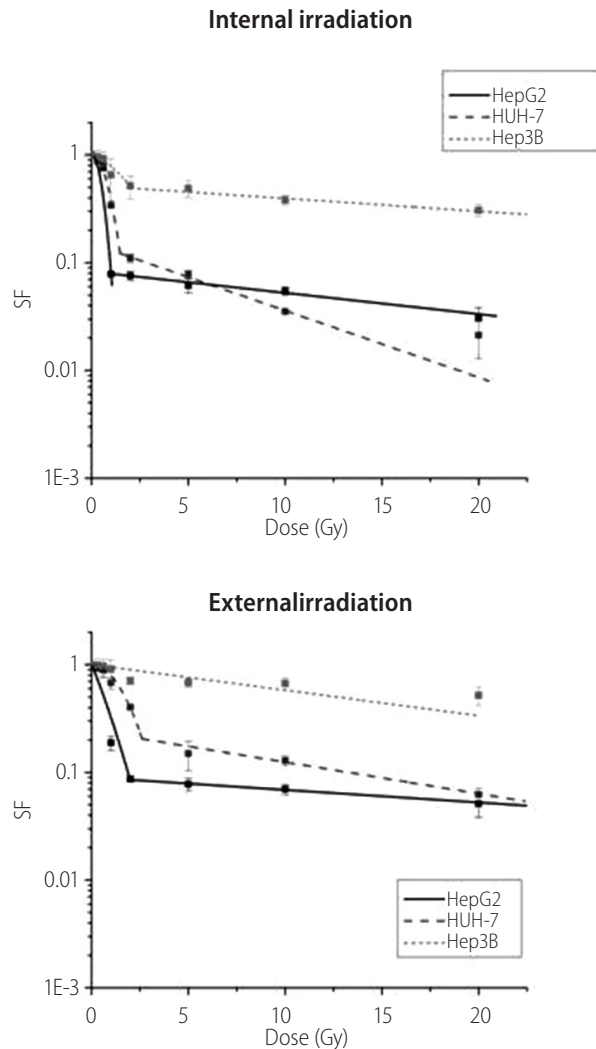 Internal irradiation
HepG2
HUH-7
Hep3B
1
0.1
SF
0.01
1E-3
0 5 10 15 20
Dose (Gy)
Externalirradiation
1
0.1
SF
0.01
HepG2
HUH-7
Hep3B
1E-3
0 5 10 15 20
Dose (Gy)